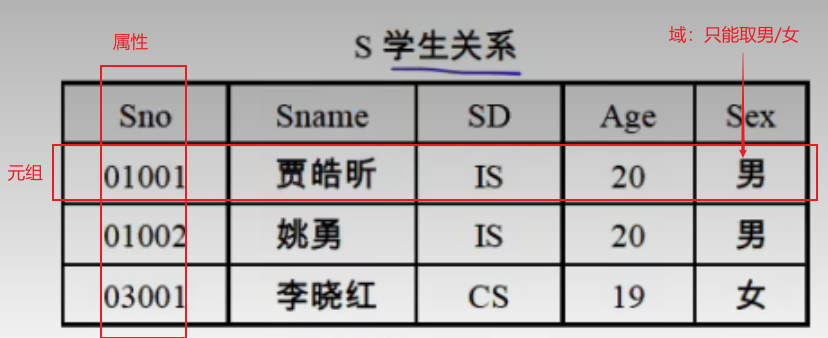 域：只能取男/女
属性
S 学生关系
Sno Sname SD Age Sex
元组
01001 贾皓昕 IS 20 男
01002 姚勇 IS 20 男
03001 李晓红 CS 19 女